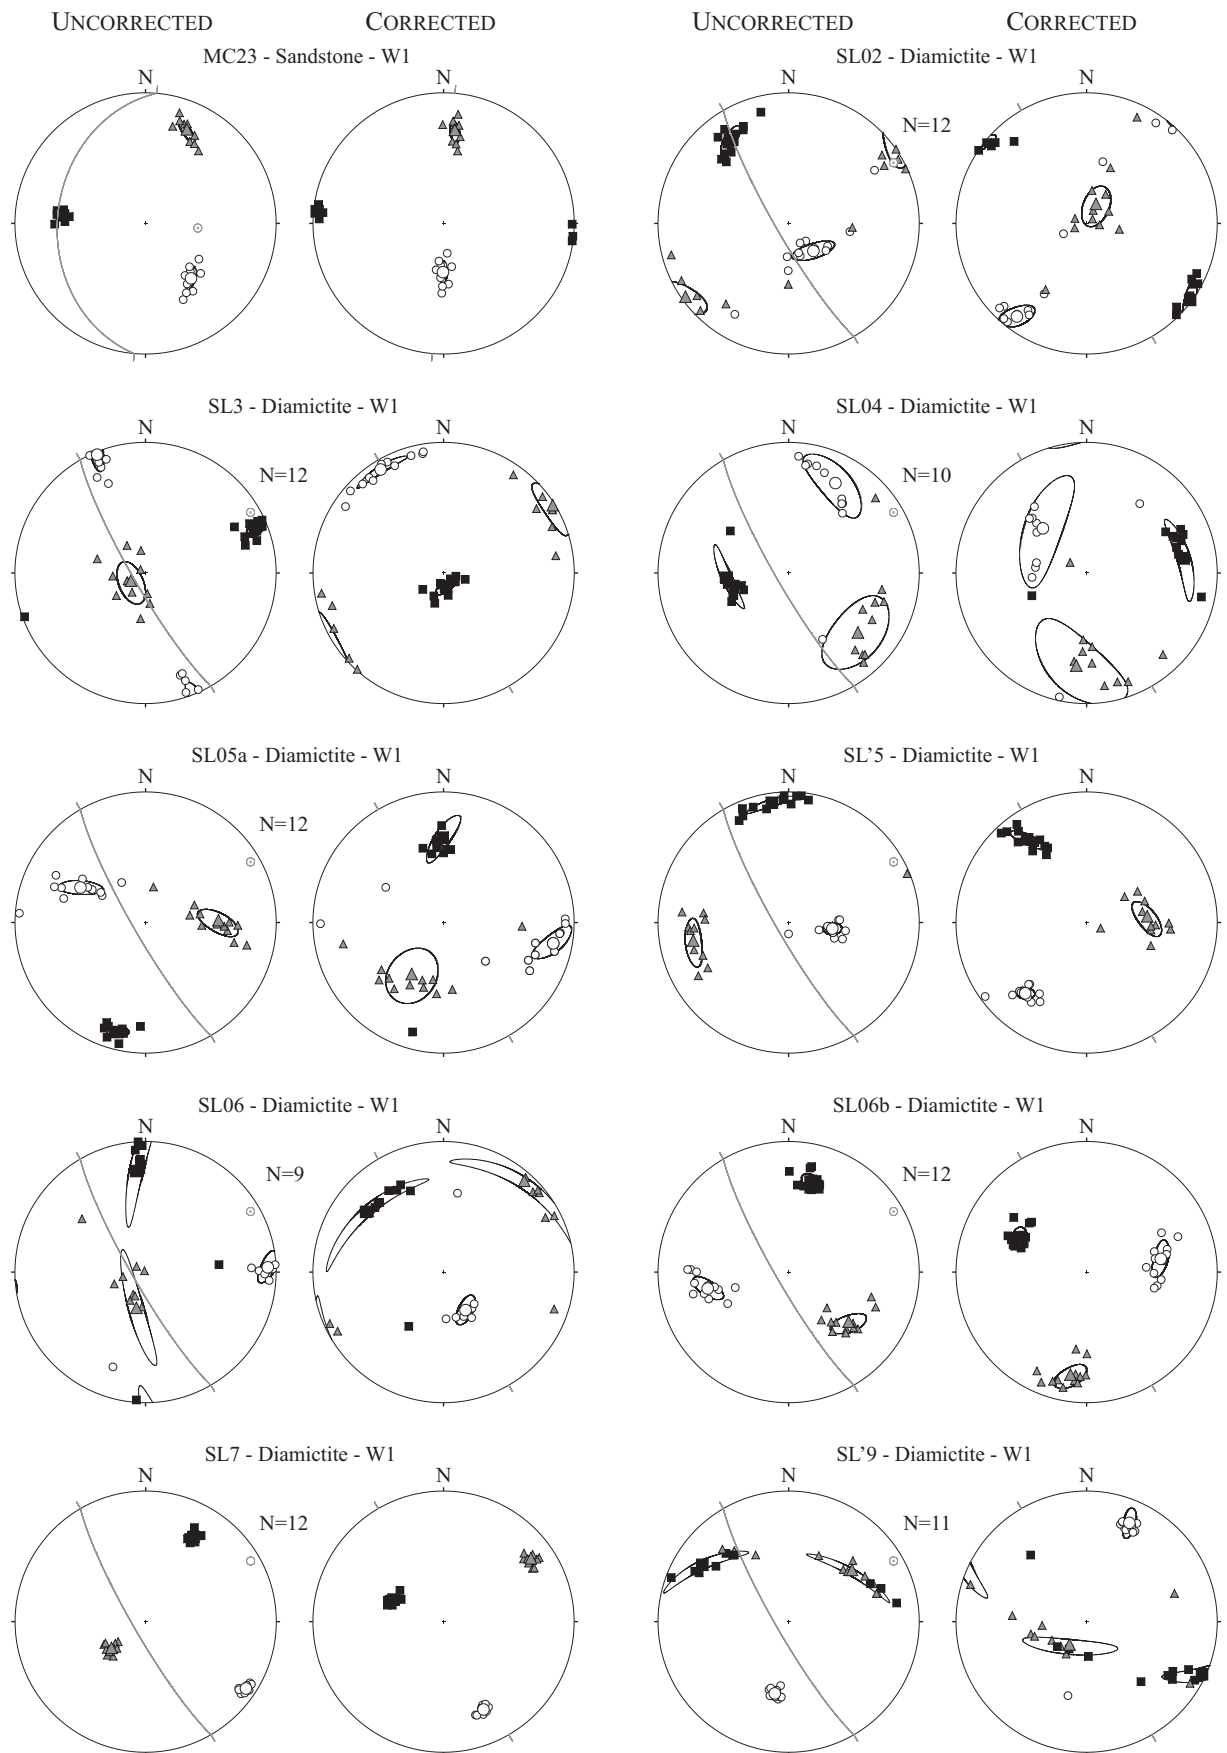 UNCORRECTED CORRECTED UNCORRECTED CORRECTED
MC23 - Sandstone - W1 SL02 - Diamictite - W1
N N N N
N=12
SL3 - Diamictite - W1 SL04 - Diamictite - W1
N N N N
N=12 N=10
SL05a - Diamictite - W1 SL’5 - Diamictite - W1
N N N N
N=12
SL06 - Diamictite - W1 SL06b - Diamictite - W1
N N N N
N=9 N=12
SL7 - Diamictite - W1 SL’9 - Diamictite - W1
N N N N
N=12 N=11